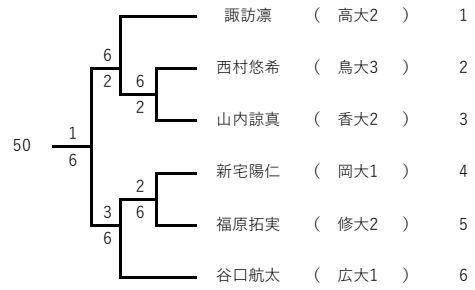 諏訪凛 ( 高大2 ) 1
6
2
西村悠希 ( 鳥大3 ) 2
6
2
山内諒真 ( 香大2 ) 3
50
1
6
新宅陽仁 ( 岡大1 ) 4
2
6
福原拓実 ( 修大2 ) 5
3
6
谷口航太 ( 広大1 ) 6